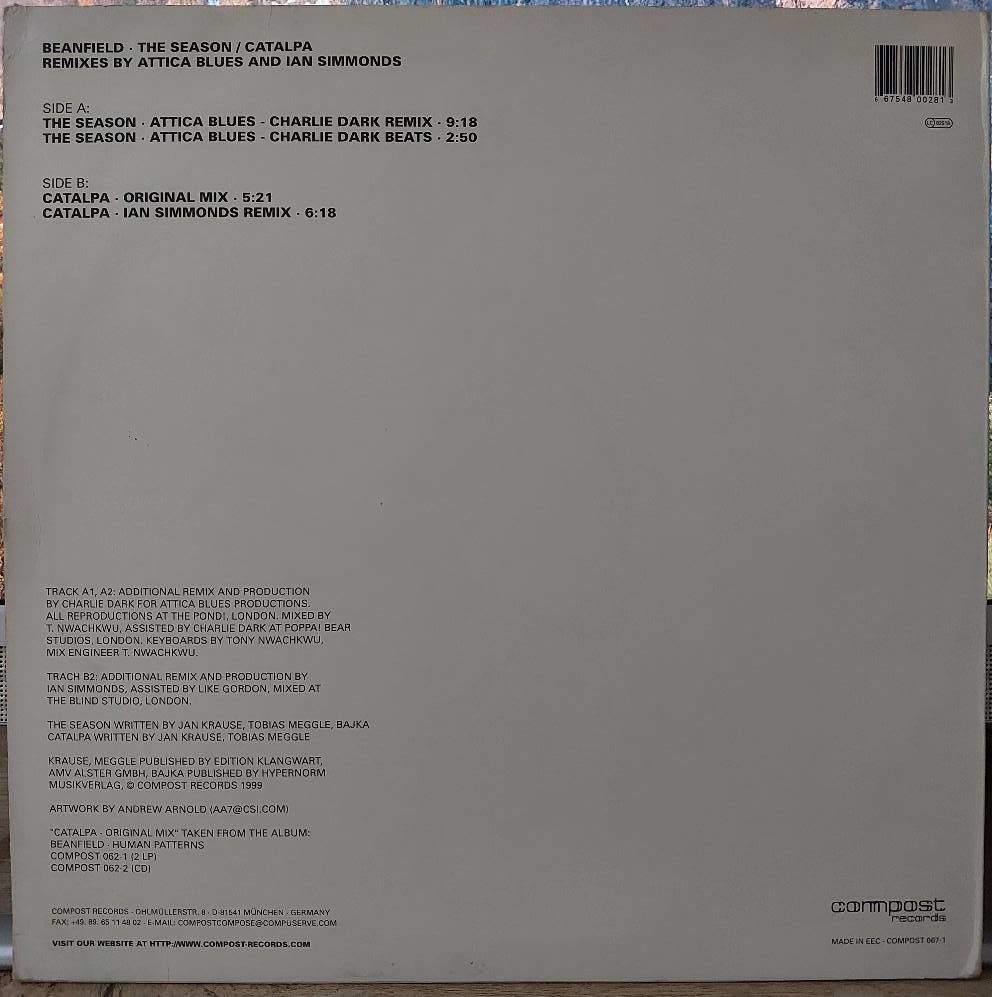 BEANFIELD · THE SEASON / CATALPA
REMIXES BY ATTICA BLUES AND IAN SIMMONDS
SIDE A:
THE SEASON · ATTICA BLUES - CHARLIE DARK REMIX · 9:18
THE SEASON · ATTICA BLUES - CHARLIE DARK BEATS · 2:50
SIDE B:
CATALPA · ORIGINAL MIX · 5:21
CATALPA · IAN SIMMONDS REMIX · 6:18
6 67548 00281
LC
TRACK A1, A2: ADDITIONAL REMIX AND PRODUCTION
BY CHARLIE DARK FOR ATTICA BLUES PRODUCTIONS.
ALL REPRODUCTIONS AT THE POND!, LONDON. MIXED BY
T. NWACHKWU, ASSISTED BY CHARLIE DARK AT POPPA! BEAR
STUDIOS, LONDON. KEYBOARDS BY TONY NWACHKWU,
MIX ENGINEER T. NWACHKWU.
TRACH B2: ADDITIONAL REMIX AND PRODUCTION BY
IAN SIMMONDS, ASSISTED BY LIKE GORDON, MIXED AT
THE BLIND STUDIO, LONDON.
THE SEASON WRITTEN BY JAN KRAUSE, TOBIAS MEGGLE, BAJKA
CATALPA WRITTEN BY JAN KRAUSE, TOBIAS MEGGLE
KRAUSE, MEGGLE PUBLISHED BY EDITION KLANGWART,
AMV ALSTER GMBH, BAJKA PUBLISHED BY HYPERNORM
MUSIKVERLAG, © COMPOST RECORDS 1999
ARTWORK BY ANDREW ARNOLD (AA7@CSI.COM)
"CATALPA - ORIGINAL MIX" TAKEN FROM THE ALBUM:
BEANFIELD · HUMAN PATTERNS
COMPOST 062-1 (2 LP)
COMPOST 062-2 (CD)
COMPOST RECORDS · OHLMÜLLERSTR. 8 · D-81541 MÜNCHEN · GERMANY
FAX: +49. 89. 65 11 48 02 · E-MAIL: COMPOSTCOMPOSE@COMPUSERVE.COM
VISIT OUR WEBSITE AT HTTP://WWW.COMPOST-RECORDS.COM
compost
records
MADE IN EEC · COMPOST 067-1